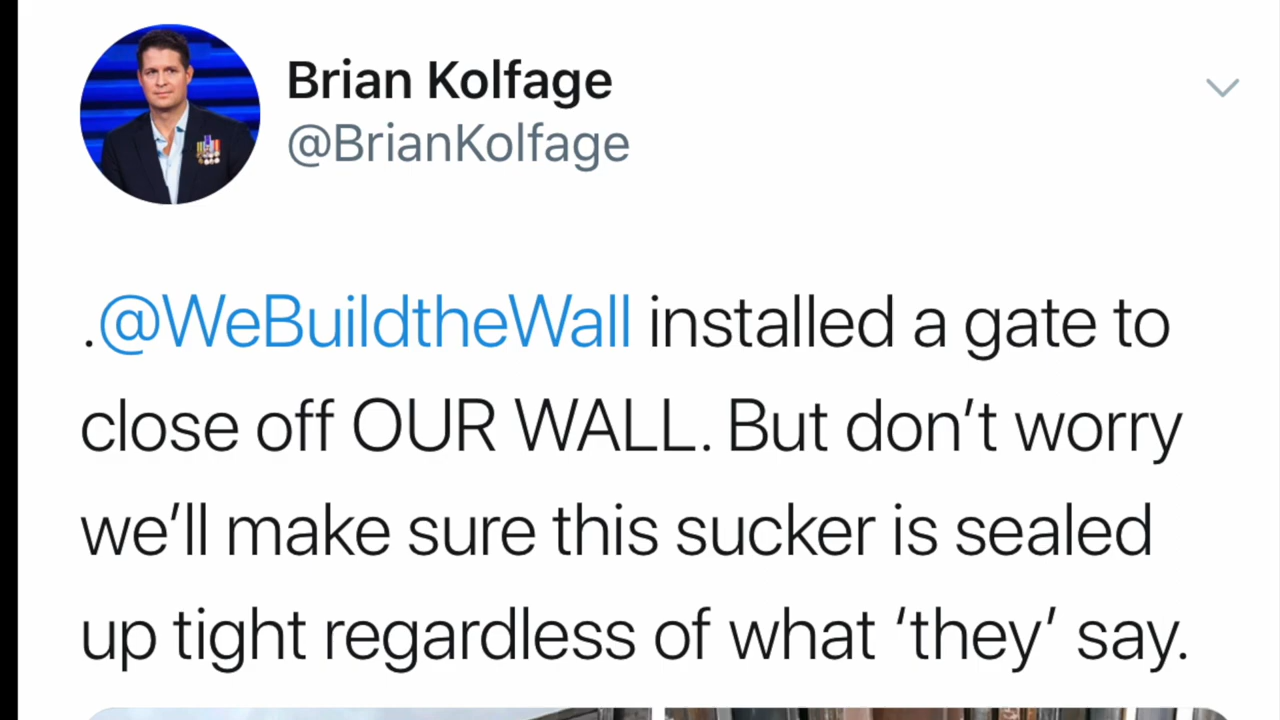 Brian Kolfage
@BrianKolfage
.@WeBuildtheWall installed a gate to
close off OUR WALL. But don’t worry
we’ll make sure this sucker is sealed
up tight regardless of what ‘they’ say.